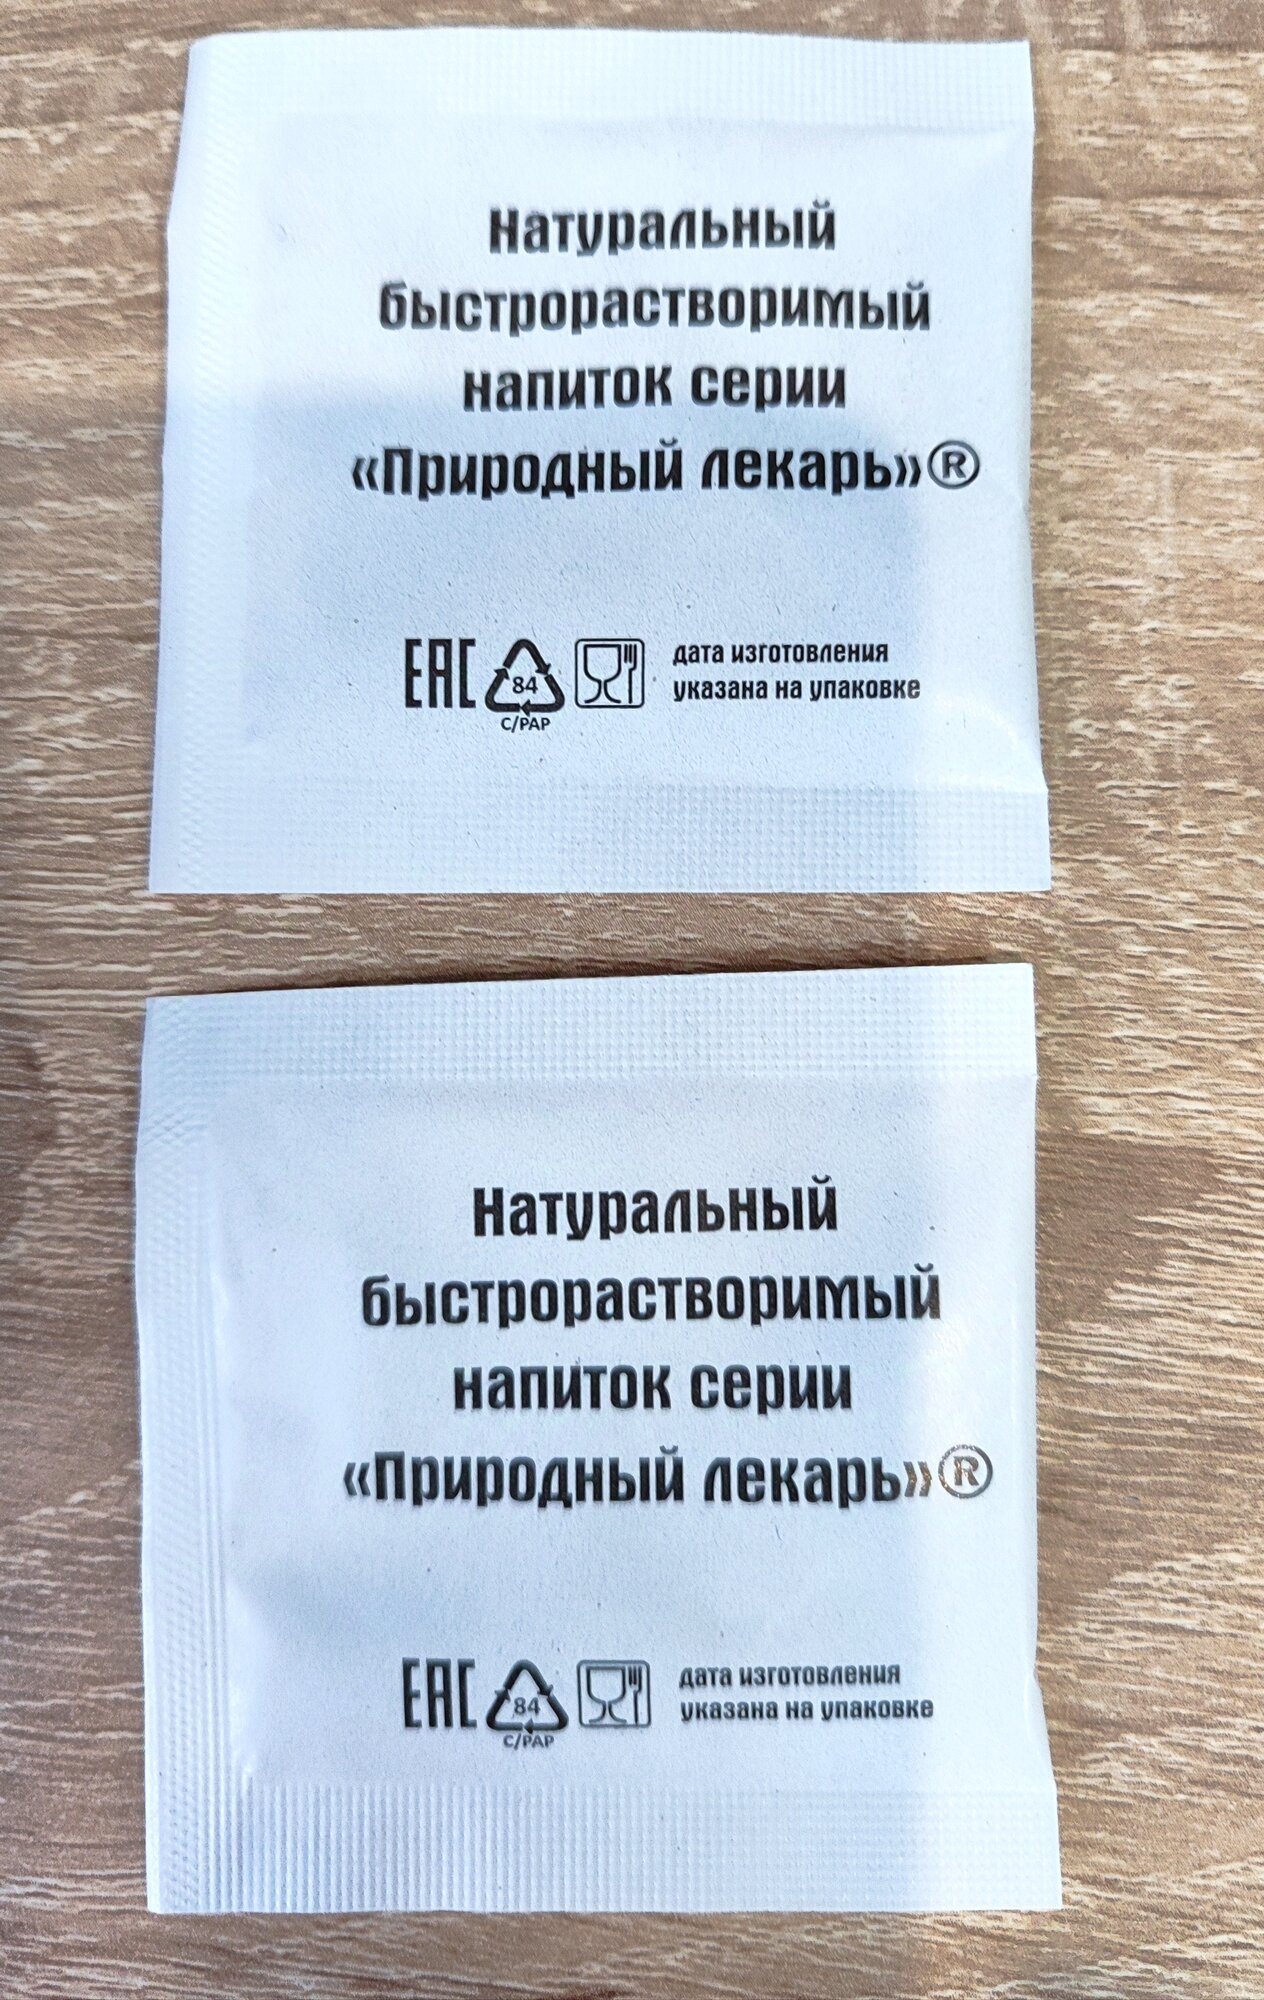 Натуральный
быстрорастворимый
напиток серии
«Природный лекарь»®
EAC 84 дата изготовления
C/PAP указана на упаковке
Натуральный
быстрорастворимый
напиток серии
«Природный лекарь»®
EAC 84 дата изготовления
C/PAP указана на упаковке